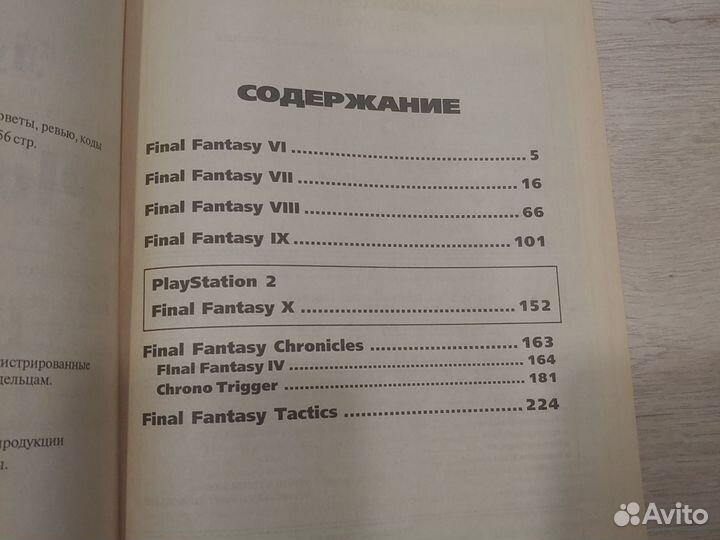 оветы, ревью, коды
56 стр.
истрированные
дельцам.
продукции
ы.
СОДЕРЖАНИЕ
Final Fantasy VI ........................................ 5
Final Fantasy VII ........................................ 16
Final Fantasy VIII ........................................ 66
Final Fantasy IX ........................................ 101
PlayStation 2
Final Fantasy X ........................................ 152
Final Fantasy Chronicles ........................................ 163
FInal Fantasy IV ........................................ 164
Chrono Trigger ........................................ 181
Final Fantasy Tactics ........................................ 224
Avito